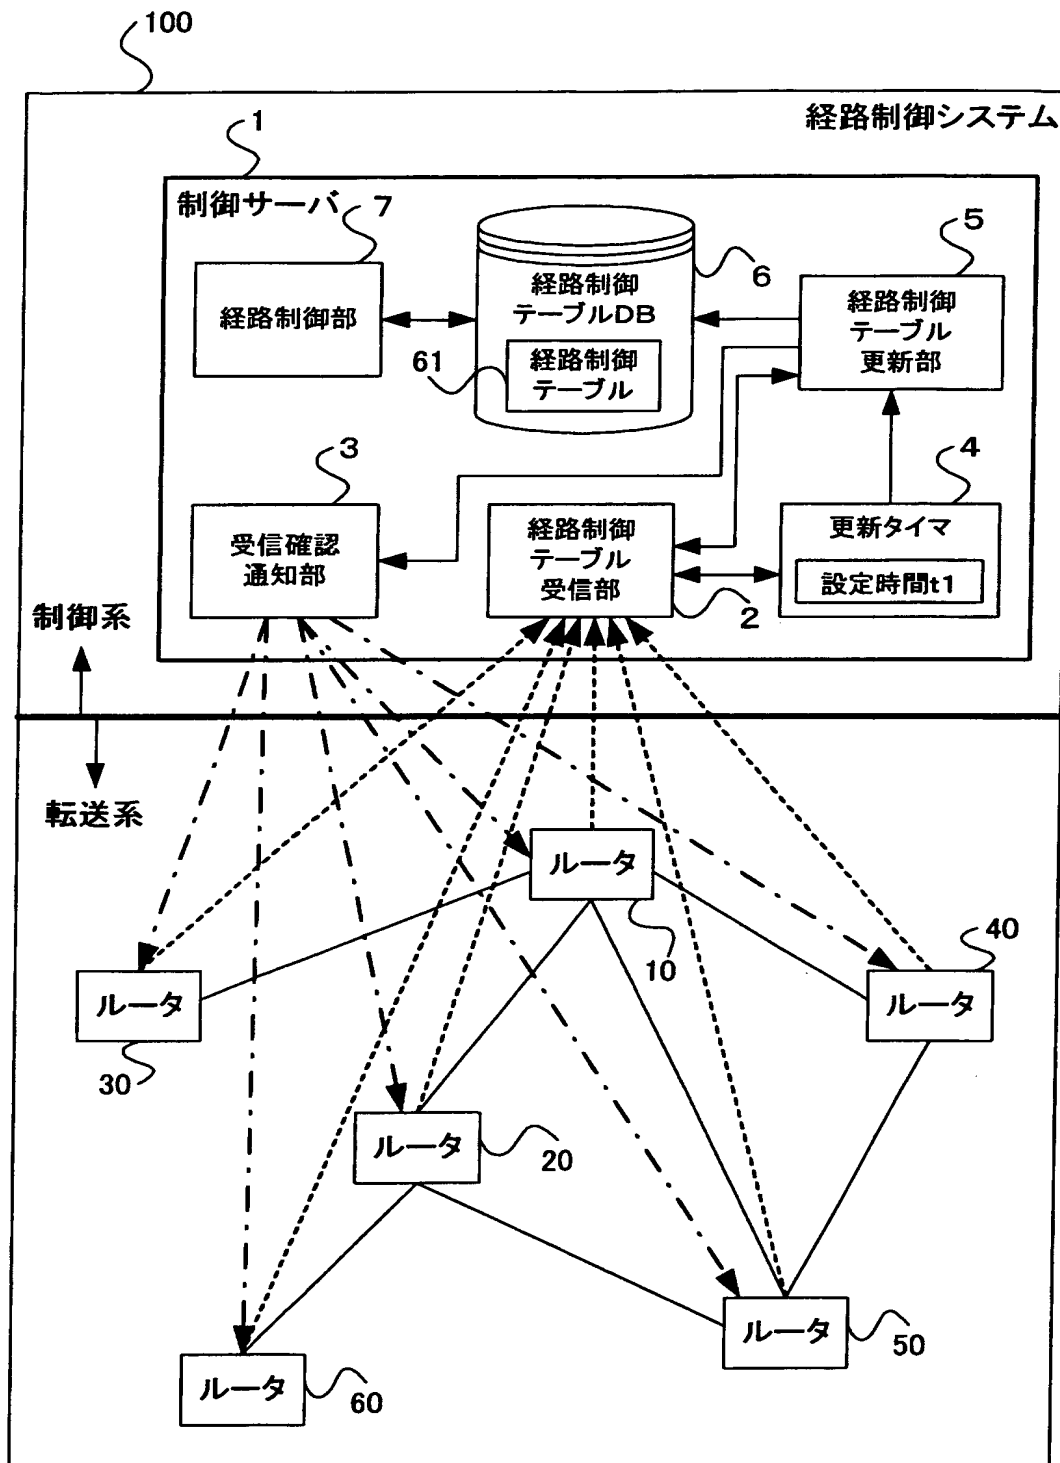 100
経路制御システム
1
制御サーバ
7
経路制御部
経路制御
テーブルDB
6
61
経路制御
テーブル
5
経路制御
テーブル
更新部
3
受信確認
通知部
経路制御
テーブル
受信部
2
4
更新タイマ
設定時間t1
制御系
転送系
ルータ
10
ルータ
30
ルータ
40
ルータ
20
ルータ
50
ルータ
60